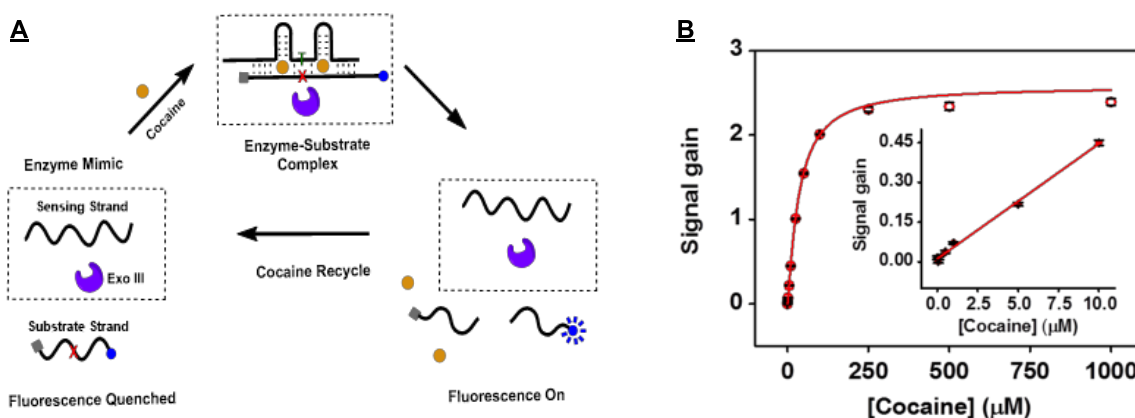 A
Cocaine
Enzyme Mimic
Enzyme-Substrate
Complex
T
X
Sensing Strand
Exo III
Cocaine Recycle
Substrate Strand
X
Fluorescence Quenched
Fluorescence On
B
Signal gain
3
2
1
0
0
250
500
750
1000
[Cocaine] (µM)
Signal gain
0.45
0.30
0.15
0.00
0.0
2.5
5.0
7.5
10.0
[Cocaine] (µM)